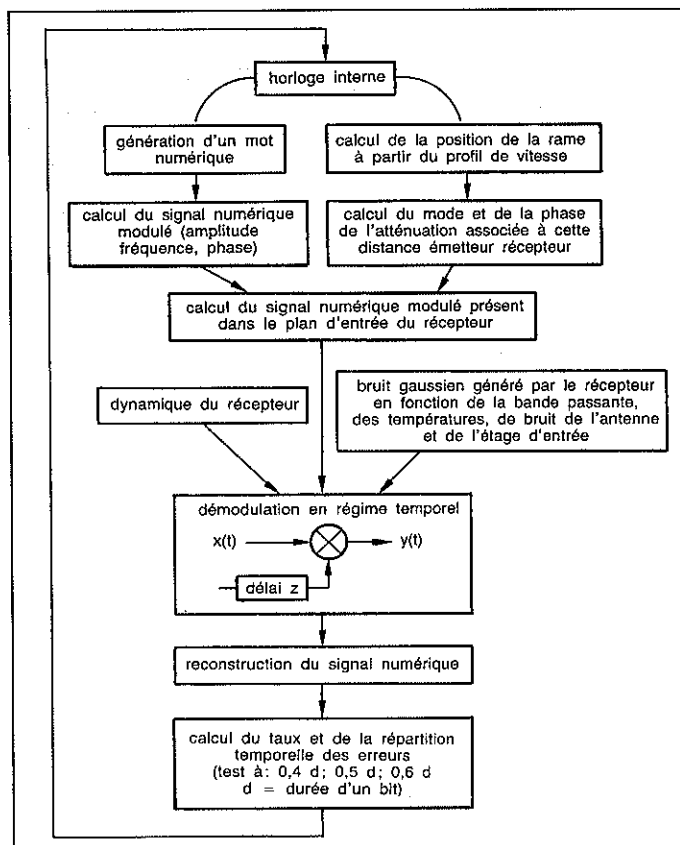 horloge interne
génération d'un mot
numérique
calcul de la position de la rame
à partir du profil de vitesse
calcul du signal numérique
modulé (amplitude
fréquence, phase)
calcul du mode et de la phase
de l'atténuation associée à cette
distance émetteur récepteur
calcul du signal numérique modulé présent
dans le plan d'entrée du récepteur
dynamique du récepteur
bruit gaussien généré par le récepteur
en fonction de la bande passante,
des températures, de bruit de l'antenne
et de l'étage d'entrée
démodulation en régime temporel
x(t)
y(t)
délai z
reconstruction du signal numérique
calcul du taux et de la répartition
temporelle des erreurs
(test à: 0,4 d; 0,5 d; 0,6 d
d = durée d'un bit)